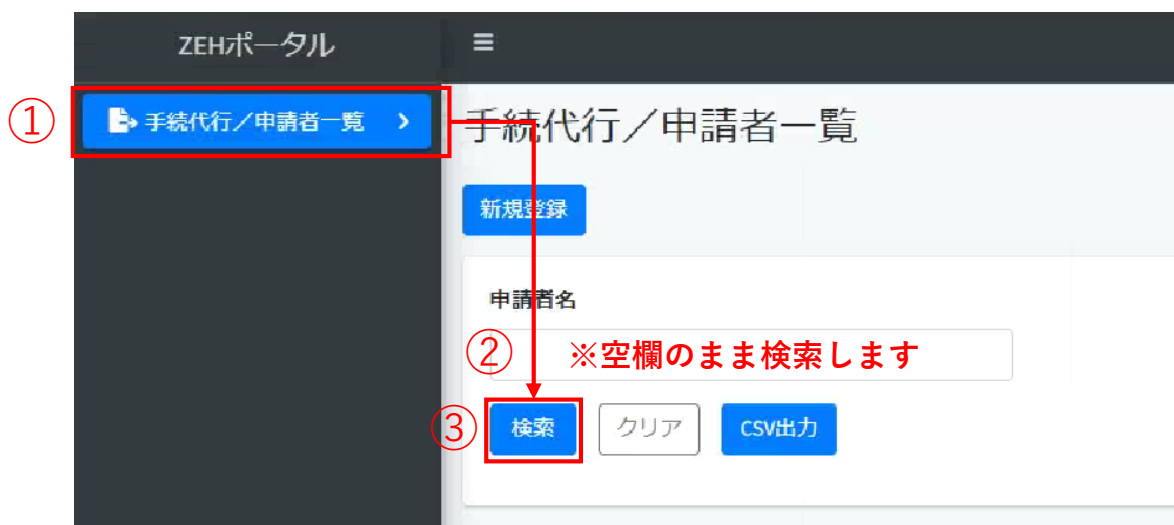 ZEHポータル
①
手続代行／申請者一覧
手続代行／申請者一覧
新規登録
申請者名
②
※空欄のまま検索します
③
検索
クリア
CSV出力